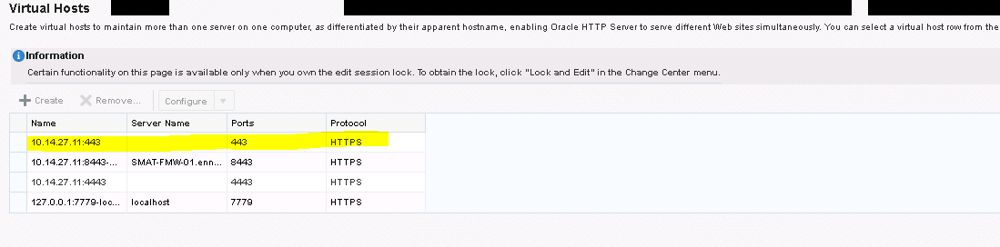 Virtual Hosts
Create virtual hosts to maintain more than one server on one computer, as differentiated by their apparent hostname, enabling Oracle HTTP Server to serve different Web sites simultaneously. You can select a virtual host row from the
Information
Certain functionality on this page is available only when you own the edit session lock. To obtain the lock, click "Lock and Edit" in the Change Center menu.
Create Remove... Configure
Name Server Name Ports Protocol
10.14.27.11:443 443 HTTPS
10.14.27.11:8443-... SMAT-FMW-01.enn... 8443 HTTPS
10.14.27.11:4443 4443 HTTPS
127.0.0.1:7779-loc... localhost 7779 HTTPS